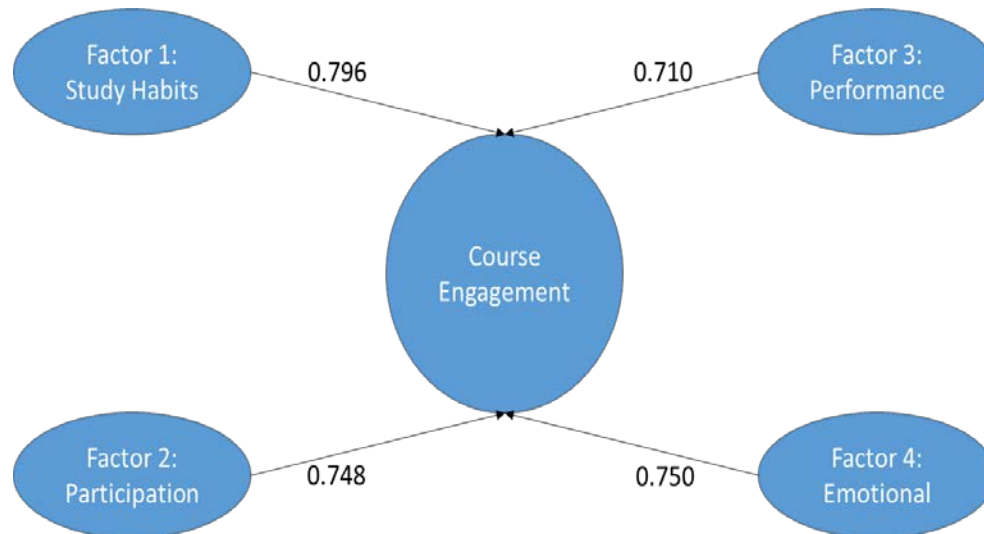 Factor 1:
Study Habits
0.796
0.710
Factor 3:
Performance
Course
Engagement
Factor 2:
Participation
0.748
0.750
Factor 4:
Emotional